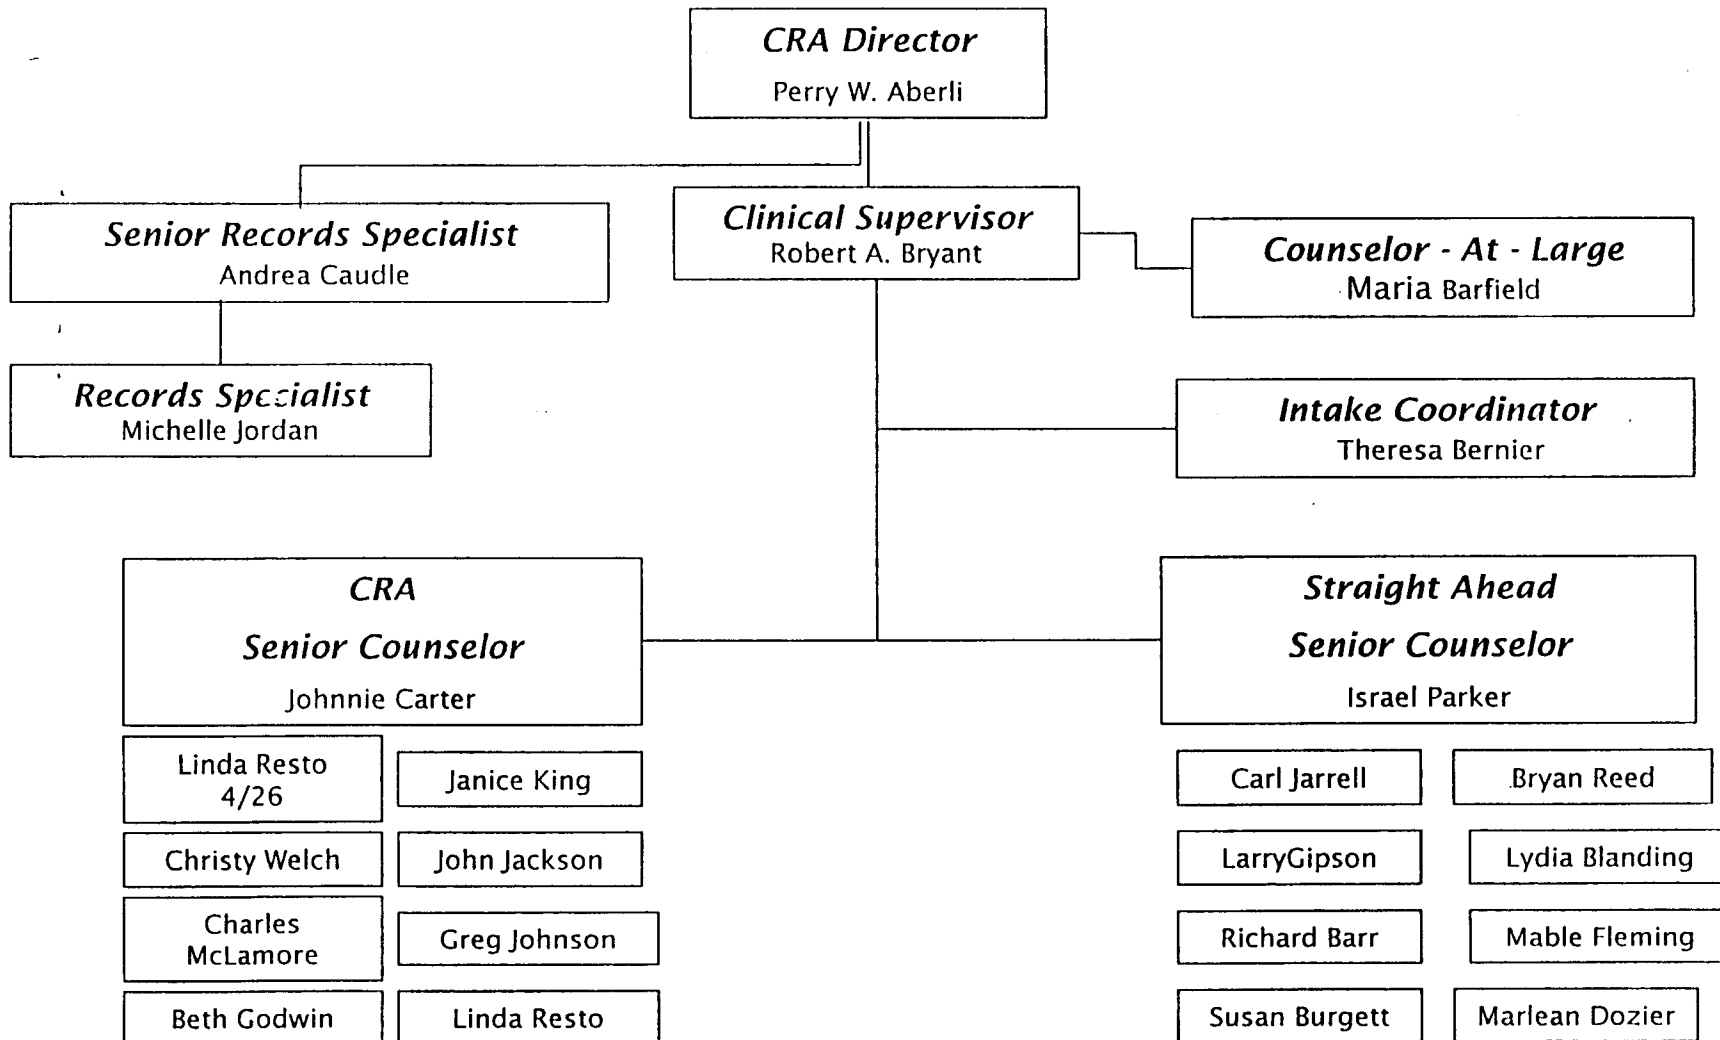 CRA Director
Perry W. Aberli
Senior Records Specialist
Andrea Caudle
Clinical Supervisor
Robert A. Bryant
Counselor - At - Large
Maria Barfield
Records Specialist
Michelle Jordan
Intake Coordinator
Theresa Bernier
CRA
Senior Counselor
Johnnie Carter
Straight Ahead
Senior Counselor
Israel Parker
Linda Resto
4/26
Janice King
Christy Welch
John Jackson
Charles
McLamore
Greg Johnson
Beth Godwin
Linda Resto
Carl Jarrell
Bryan Reed
LarryGipson
Lydia Blanding
Richard Barr
Mable Fleming
Susan Burgett
Marlean Dozier